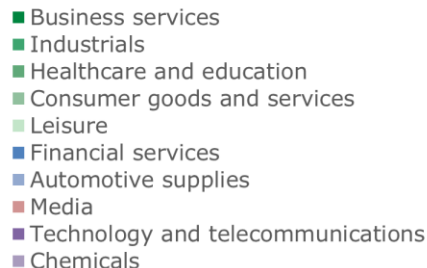 Business services
Industrials
Healthcare and education
Consumer goods and services
Leisure
Financial services
Automotive supplies
Media
Technology and telecommunications
Chemicals